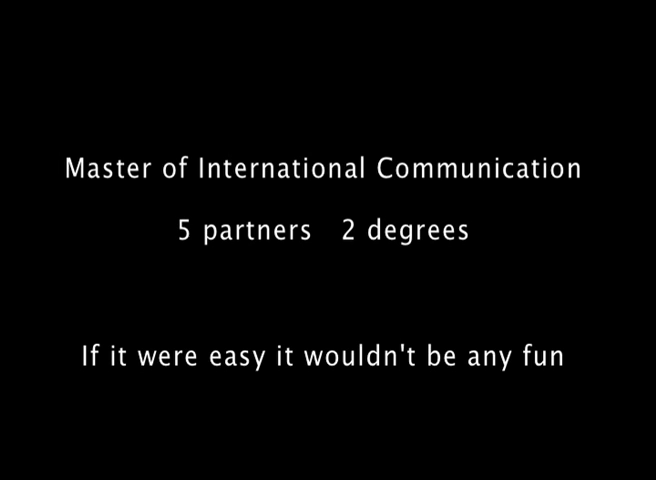 Master of International Communication
5 partners 2 degrees
If it were easy it wouldn't be any fun